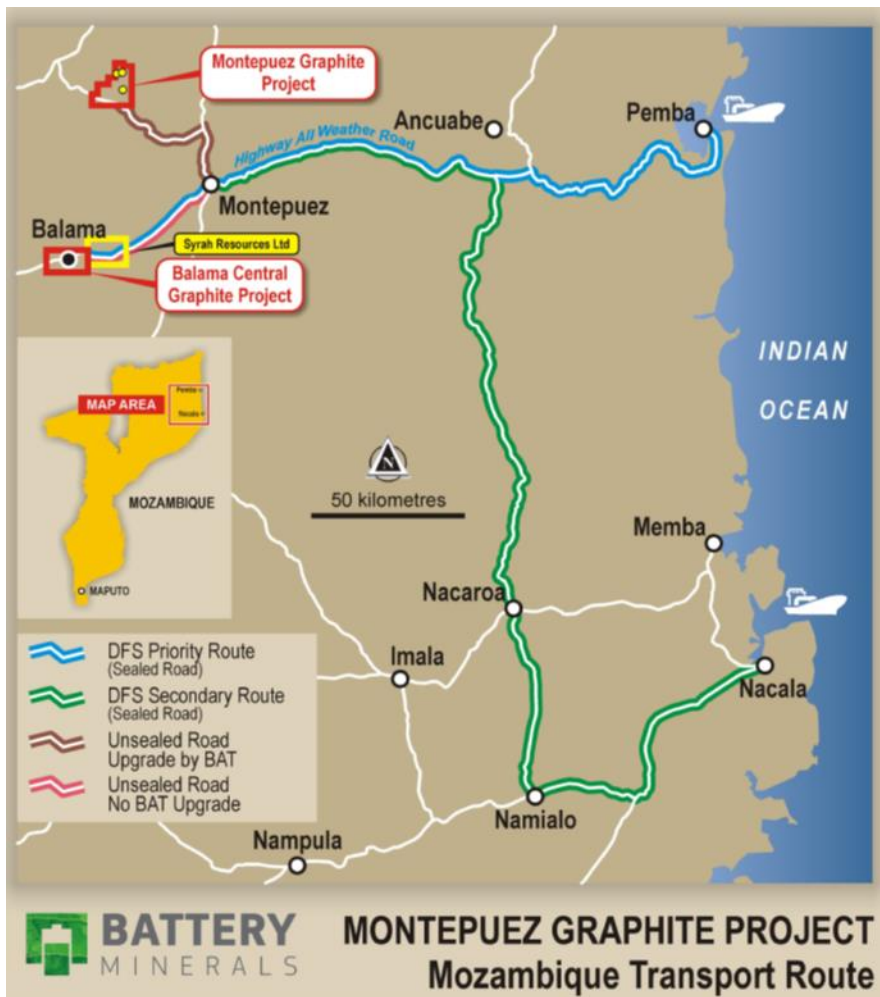 Montepuez Graphite
Project
Ancuabe
Pemba
Highway All Weather Road
Montepuez
Balama
Syrah Resources Ltd
Balama Central
Graphite Project
INDIAN
OCEAN
Pemba
MAP AREA
Nacala
MOZAMBIQUE
MAPUTO
N
50 kilometres
Memba
Nacaroa
Imala
Nacala
Namialo
Nampula
DFS Priority Route
(Sealed Road)
DFS Secondary Route
(Sealed Road)
Unsealed Road
Upgrade by BAT
Unsealed Road
No BAT Upgrade
BATTERY
MINERALS
MONTEPUEZ GRAPHITE PROJECT
Mozambique Transport Route